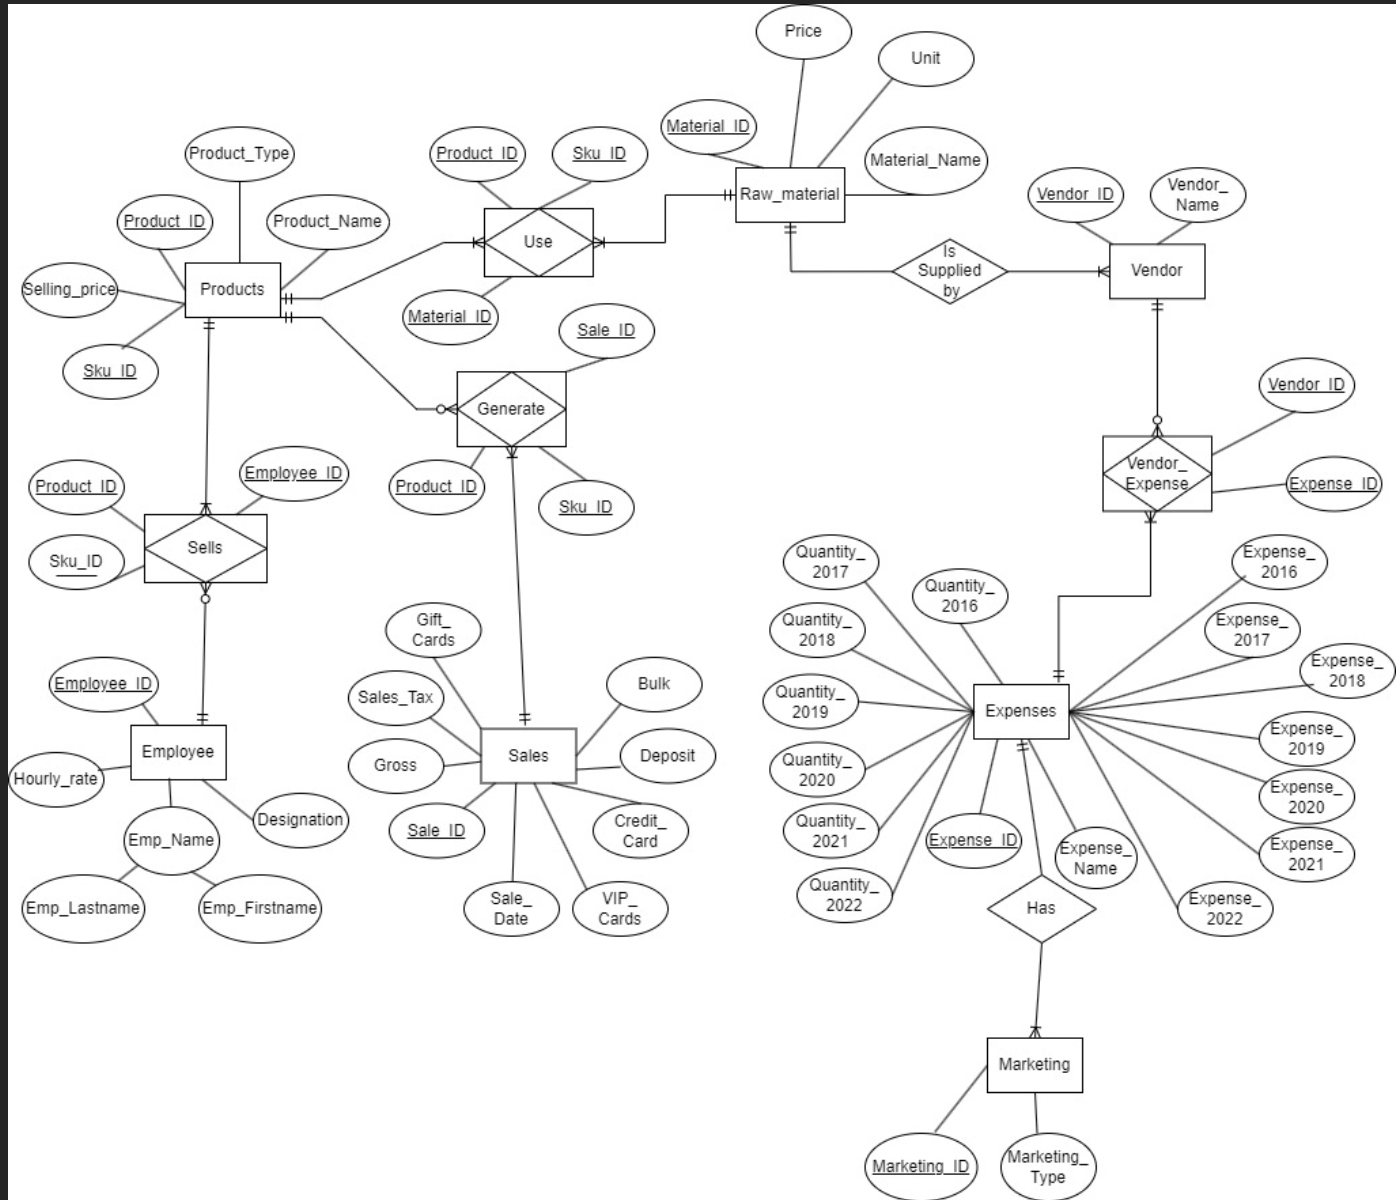 Price
Unit
Material_ID
Material_Name
Raw_material
Product_Type
Product_ID
Product_Name
Selling_price
Products
Sku_ID
Product_ID
Sku_ID
Use
Material_ID
Is
Supplied
by
Vendor_ID
Vendor_
Name
Vendor
Sale_ID
Generate
Product_ID
Sku_ID
Vendor_ID
Vendor_
Expense
Expense_ID
Employee_ID
Product_ID
Sku_ID
Sells
Employee_ID
Employee
Hourly_rate
Designation
Emp_Name
Emp_Lastname
Emp_Firstname
Gift_
Cards
Sales_Tax
Gross
Sales
Bulk
Deposit
Sale_ID
Credit_
Card
Sale_
Date
VIP_
Cards
Quantity_
2017
Quantity_
2016
Quantity_
2018
Quantity_
2019
Quantity_
2020
Quantity_
2021
Quantity_
2022
Expenses
Expense_
2016
Expense_
2017
Expense_
2018
Expense_
2019
Expense_
2020
Expense_
2021
Expense_
2022
Expense_ID
Expense_
Name
Has
Marketing
Marketing_ID
Marketing_
Type